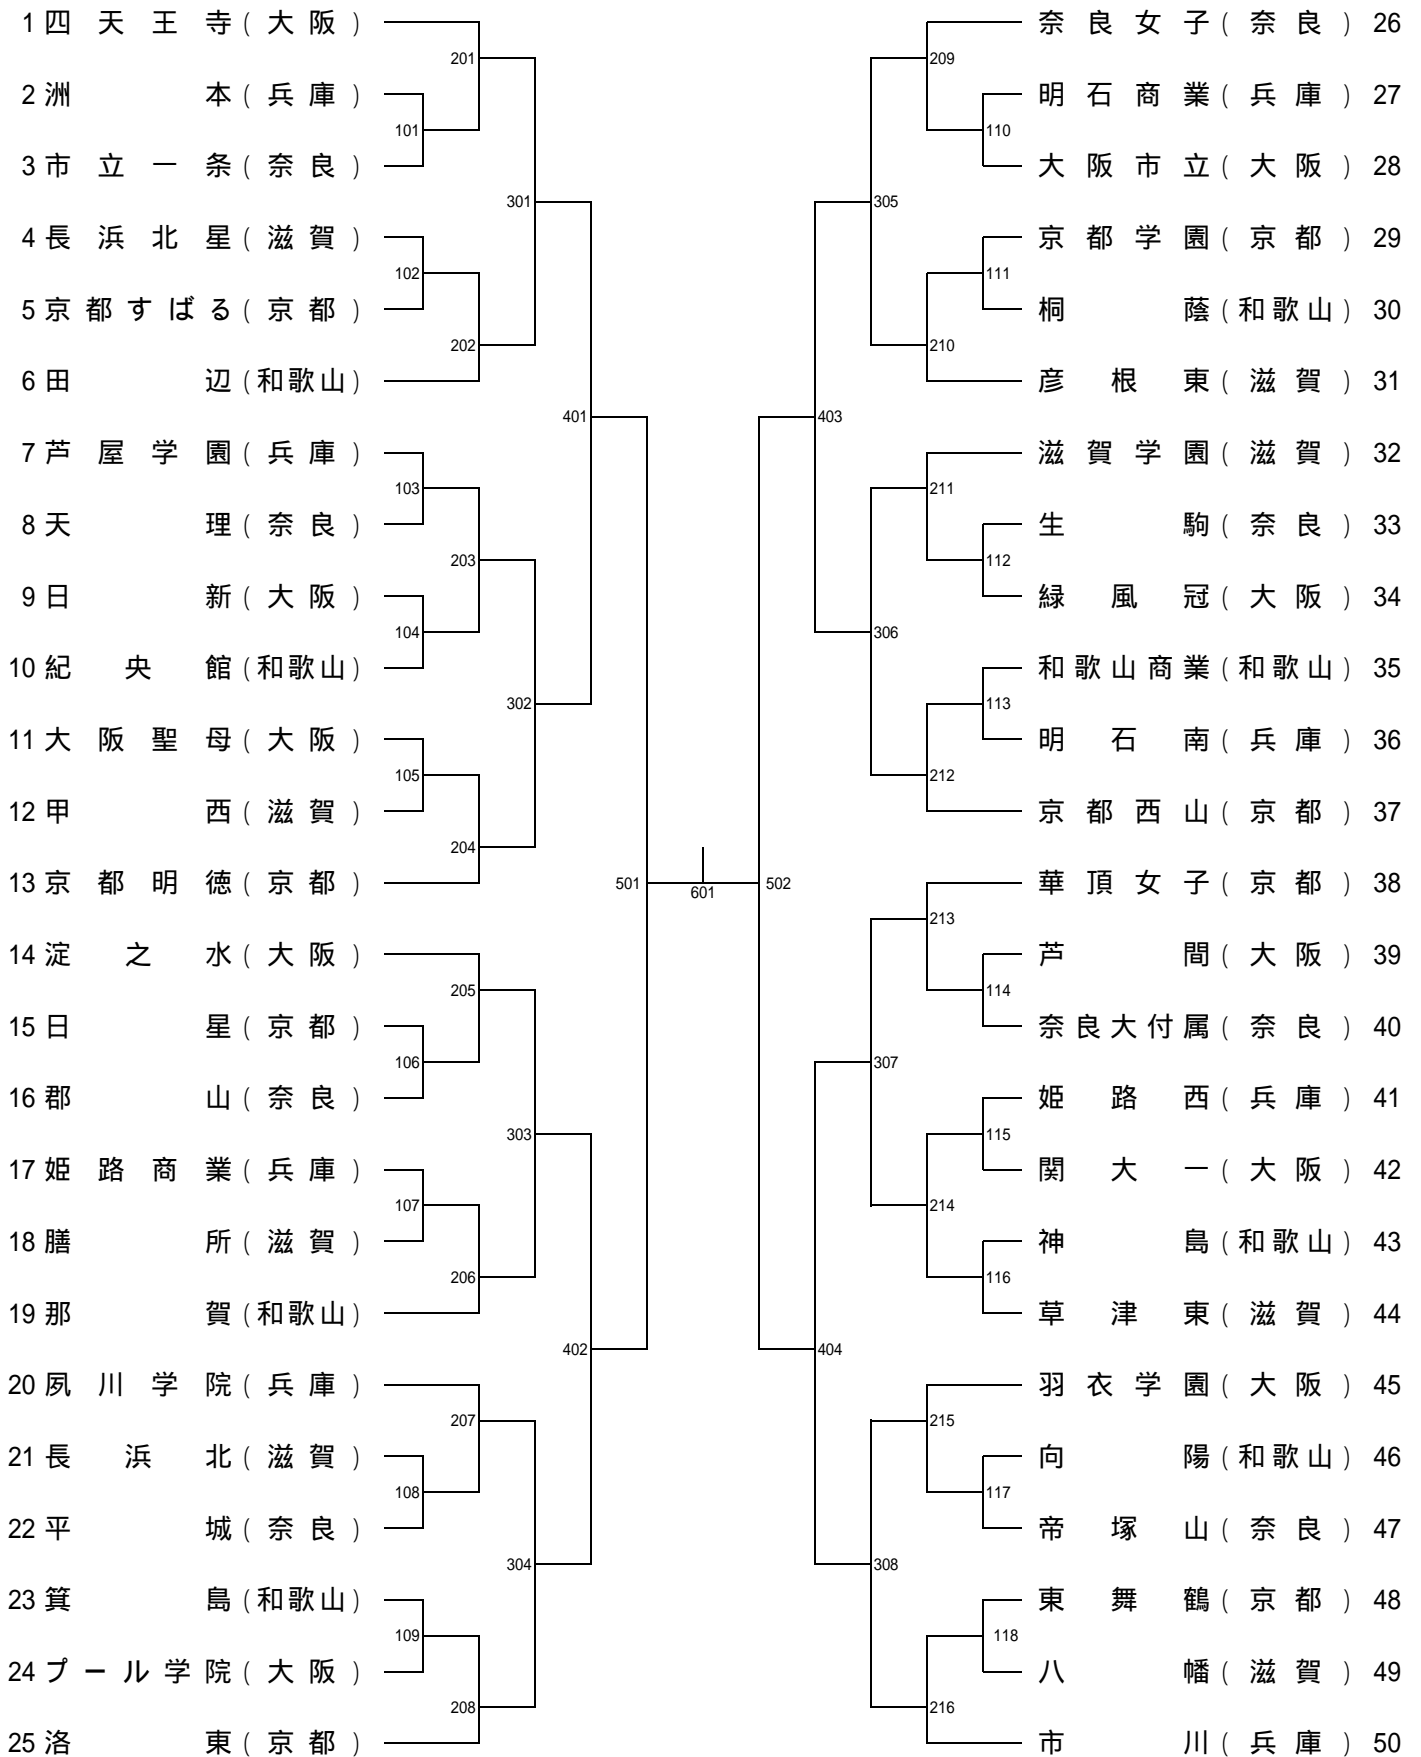 1 四天王寺(大阪)
201
2 洲本(兵庫)
101
3 市立一条(奈良)
301
4 長浜北星(滋賀)
102
5 京都すばる(京都)
202
6 田辺(和歌山)
401
7 芦屋学園(兵庫)
103
8 天理(奈良)
203
9 日新(大阪)
104
10 紀央館(和歌山)
302
11 大阪聖母(大阪)
105
12 甲西(滋賀)
204
13 京都明徳(京都)
501
601
14 淀之水(大阪)
205
15 日星(京都)
106
16 郡山(奈良)
303
17 姫路商業(兵庫)
107
18 膳所(滋賀)
206
19 那賀(和歌山)
402
20 夙川学院(兵庫)
207
21 長浜北(滋賀)
108
22 平城(奈良)
304
23 箕島(和歌山)
109
24 プール学院(大阪)
208
25 洛東(京都)
奈良女子(奈良) 26
209
明石商業(兵庫) 27
110
大阪市立(大阪) 28
305
京都学園(京都) 29
111
桐蔭(和歌山) 30
210
彦根東(滋賀) 31
403
滋賀学園(滋賀) 32
211
生駒(奈良) 33
112
緑風冠(大阪) 34
306
和歌山商業(和歌山) 35
113
明石南(兵庫) 36
212
京都西山(京都) 37
502
華頂女子(京都) 38
213
芦間(大阪) 39
114
奈良大付属(奈良) 40
307
姫路西(兵庫) 41
115
関大一(大阪) 42
214
神島(和歌山) 43
116
草津東(滋賀) 44
404
羽衣学園(大阪) 45
215
向陽(和歌山) 46
117
帝塚山(奈良) 47
308
東舞鶴(京都) 48
118
八幡(滋賀) 49
216
市川(兵庫) 50